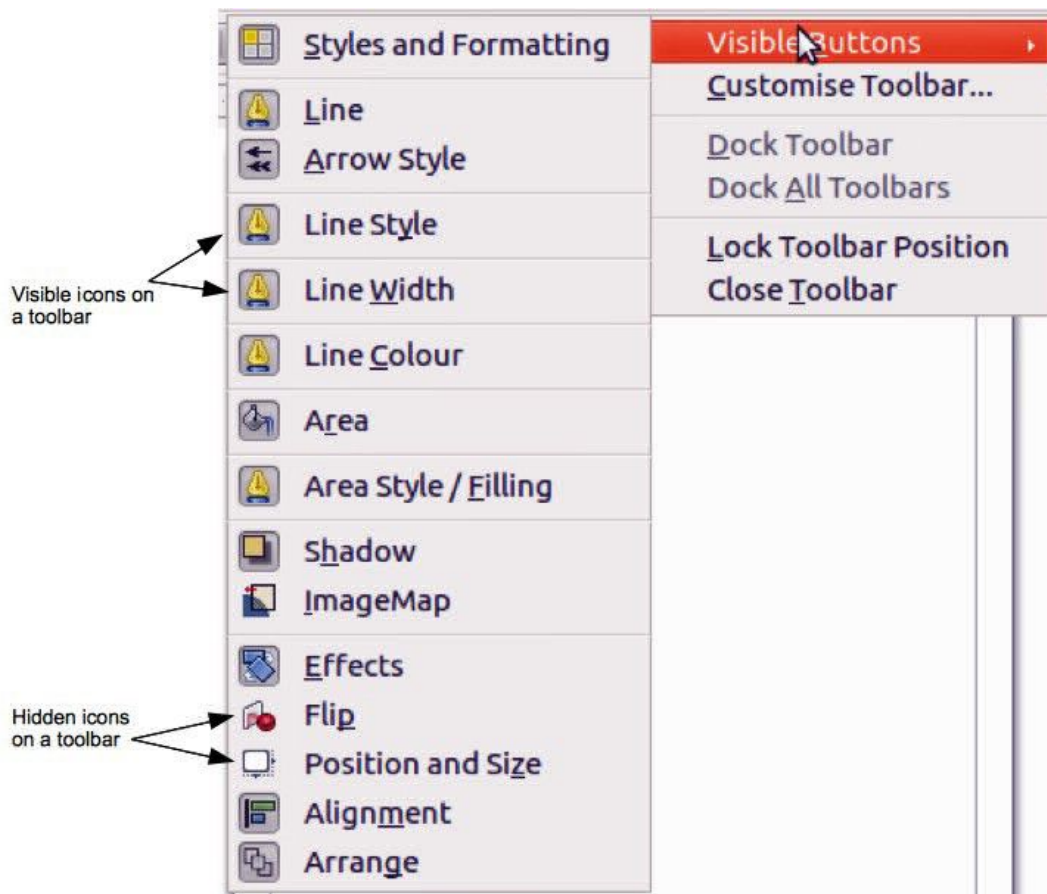 Styles and Formatting
Line
Arrow Style
Line Style
Line Width
Line Colour
Area
Area Style / Filling
Shadow
ImageMap
Effects
Flip
Position and Size
Alignment
Arrange
Visible Buttons
Customise Toolbar...
Dock Toolbar
Dock All Toolbars
Lock Toolbar Position
Close Toolbar
Visible icons on
a toolbar
Hidden icons
on a toolbar